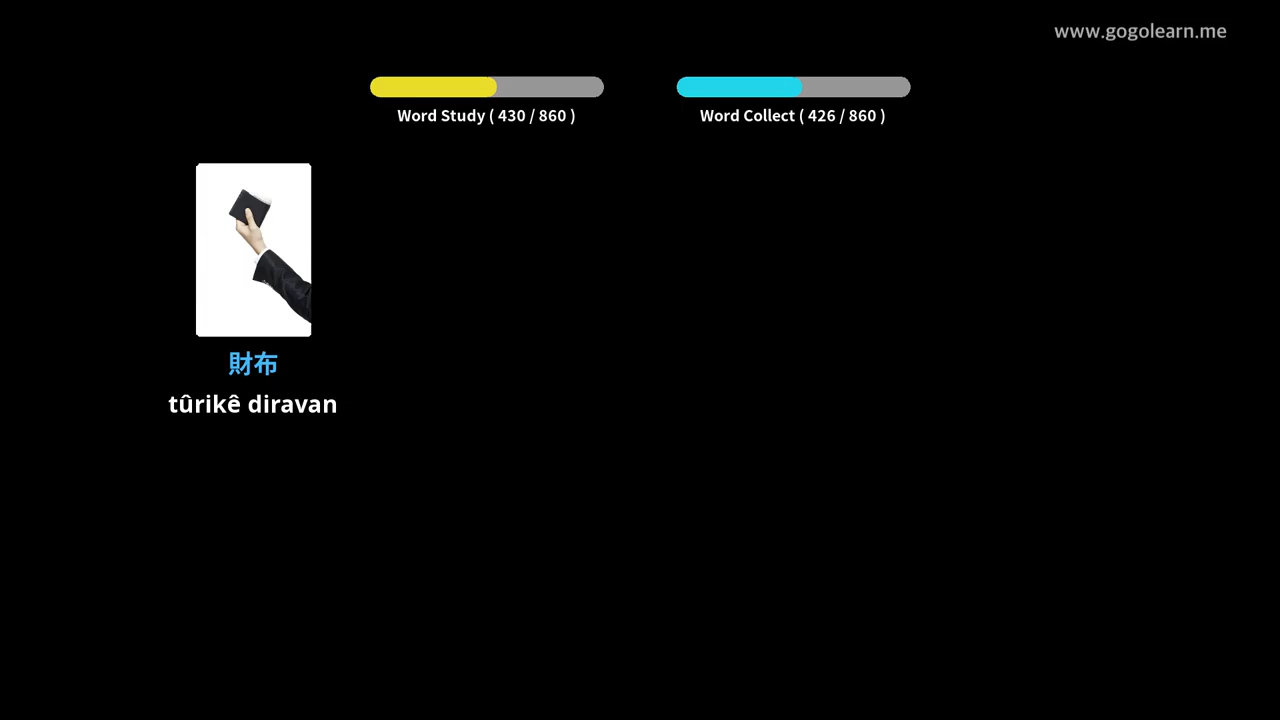 www.gogolearn.me
Word Study ( 430 / 860 )
Word Collect ( 426 / 860 )
財布
tûrikê diravan